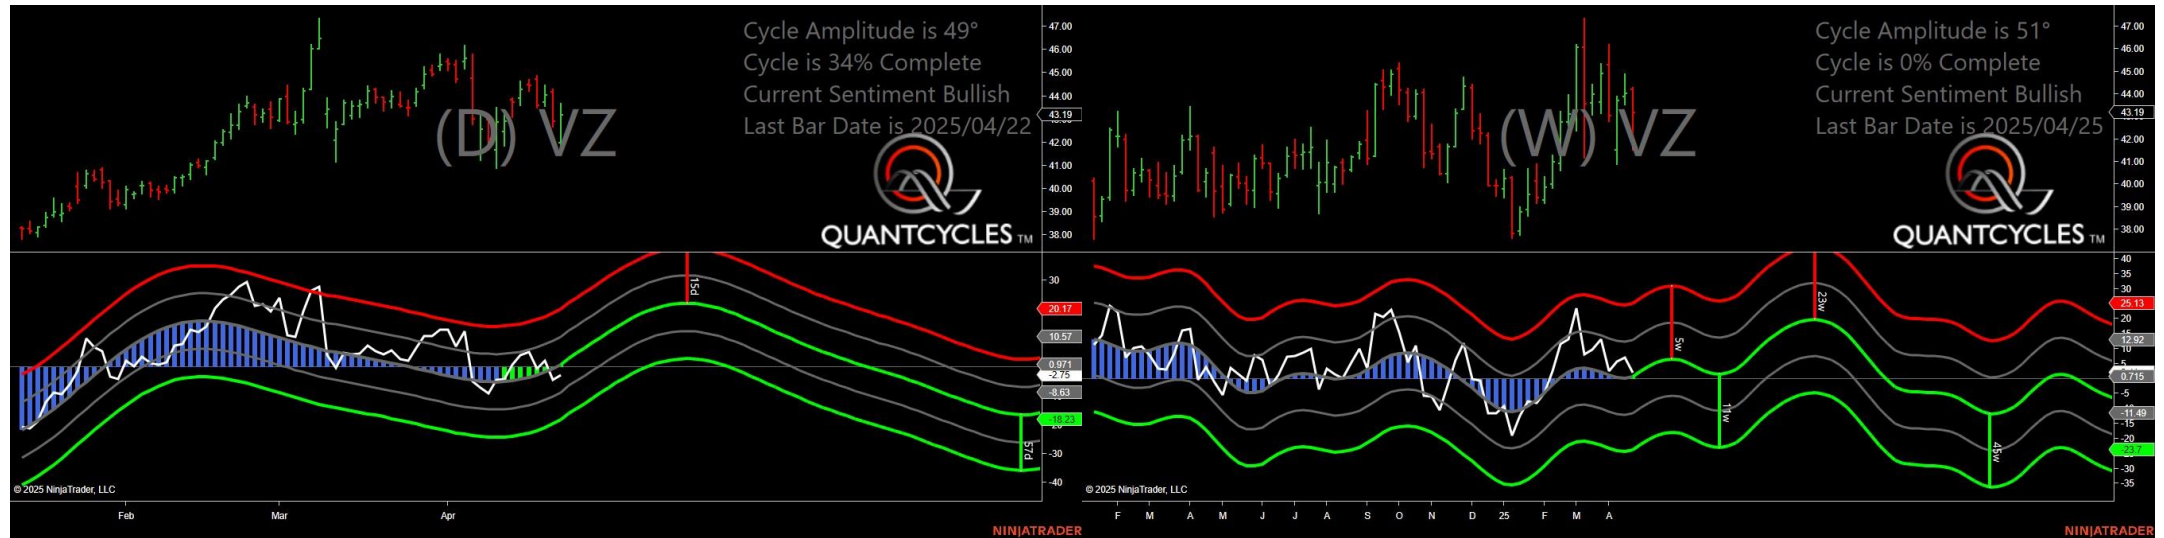 Cycle Amplitude is 49°
Cycle is 34% Complete
Current Sentiment Bullish
Last Bar Date is 2025/04/22
(D) VZ
QUANTCYCLES TM
47.00
46.00
45.00
44.00
43.19
42.00
41.00
40.00
39.00
38.00
15d
57d
30
20.17
10.57
0.971
-2.75
-8.63
-18.23
-30
-40
© 2025 NinjaTrader, LLC
Feb Mar Apr
NINJATRADER
Cycle Amplitude is 51°
Cycle is 0% Complete
Current Sentiment Bullish
Last Bar Date is 2025/04/25
(W) VZ
QUANTCYCLES TM
47.00
46.00
45.00
44.00
43.19
42.00
41.00
40.00
39.00
38.00
5w
11w
23w
45w
40
35
30
25.13
20
15
12.92
10
5
0.715
-5
-11.49
-15
-20
-23.7
-30
-35
© 2025 NinjaTrader, LLC
F M A M J J A S O N D 25 F M A
NINJATRADER